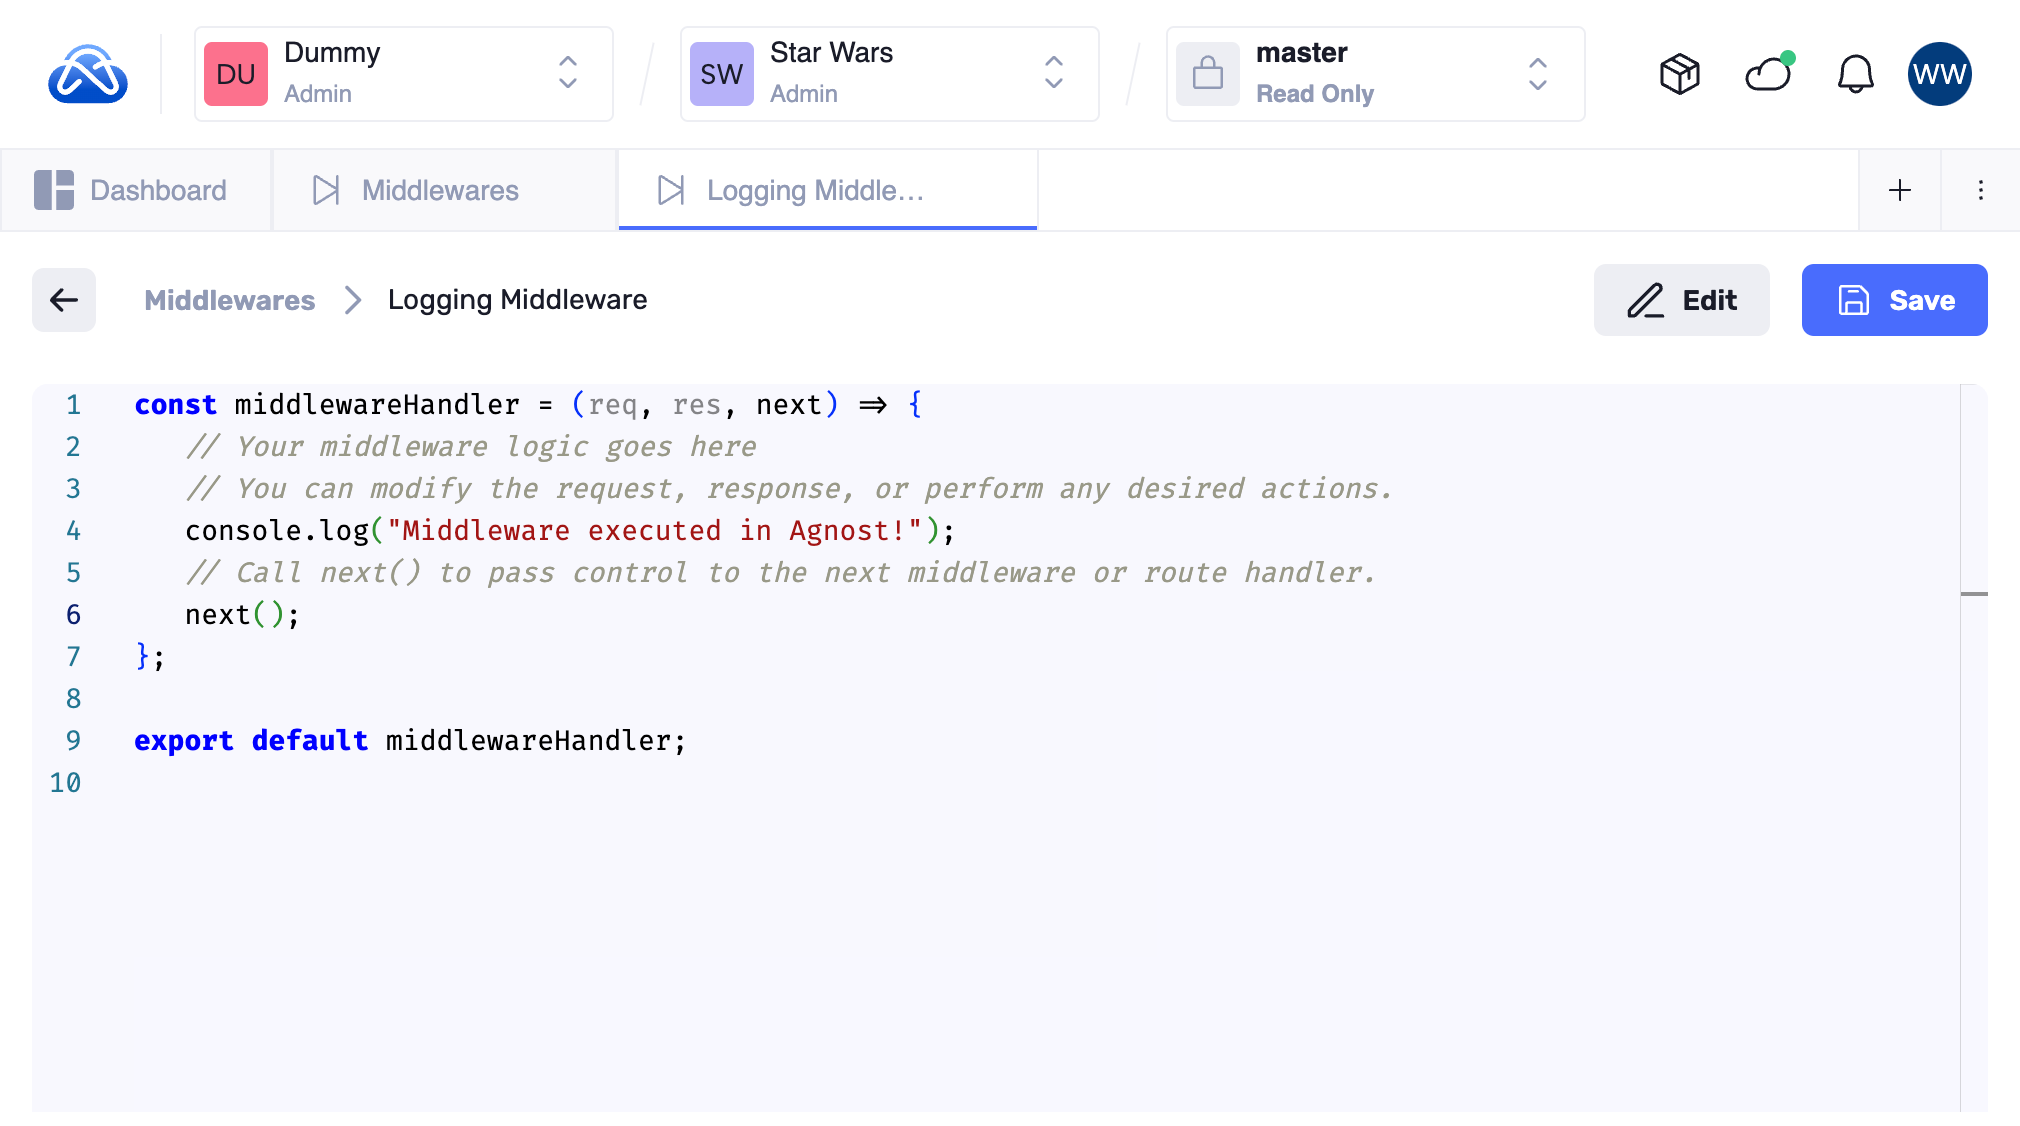 DU Dummy Admin
SW Star Wars Admin
master Read Only
WW
Dashboard Middlewares Logging Middle...
Middlewares Logging Middleware Edit Save
1 const middlewareHandler = (req, res, next) => {
2 // Your middleware logic goes here
3 // You can modify the request, response, or perform any desired actions.
4 console.log("Middleware executed in Agnost!");
5 // Call next() to pass control to the next middleware or route handler.
6 next();
7 };
8
9 export default middlewareHandler;
10